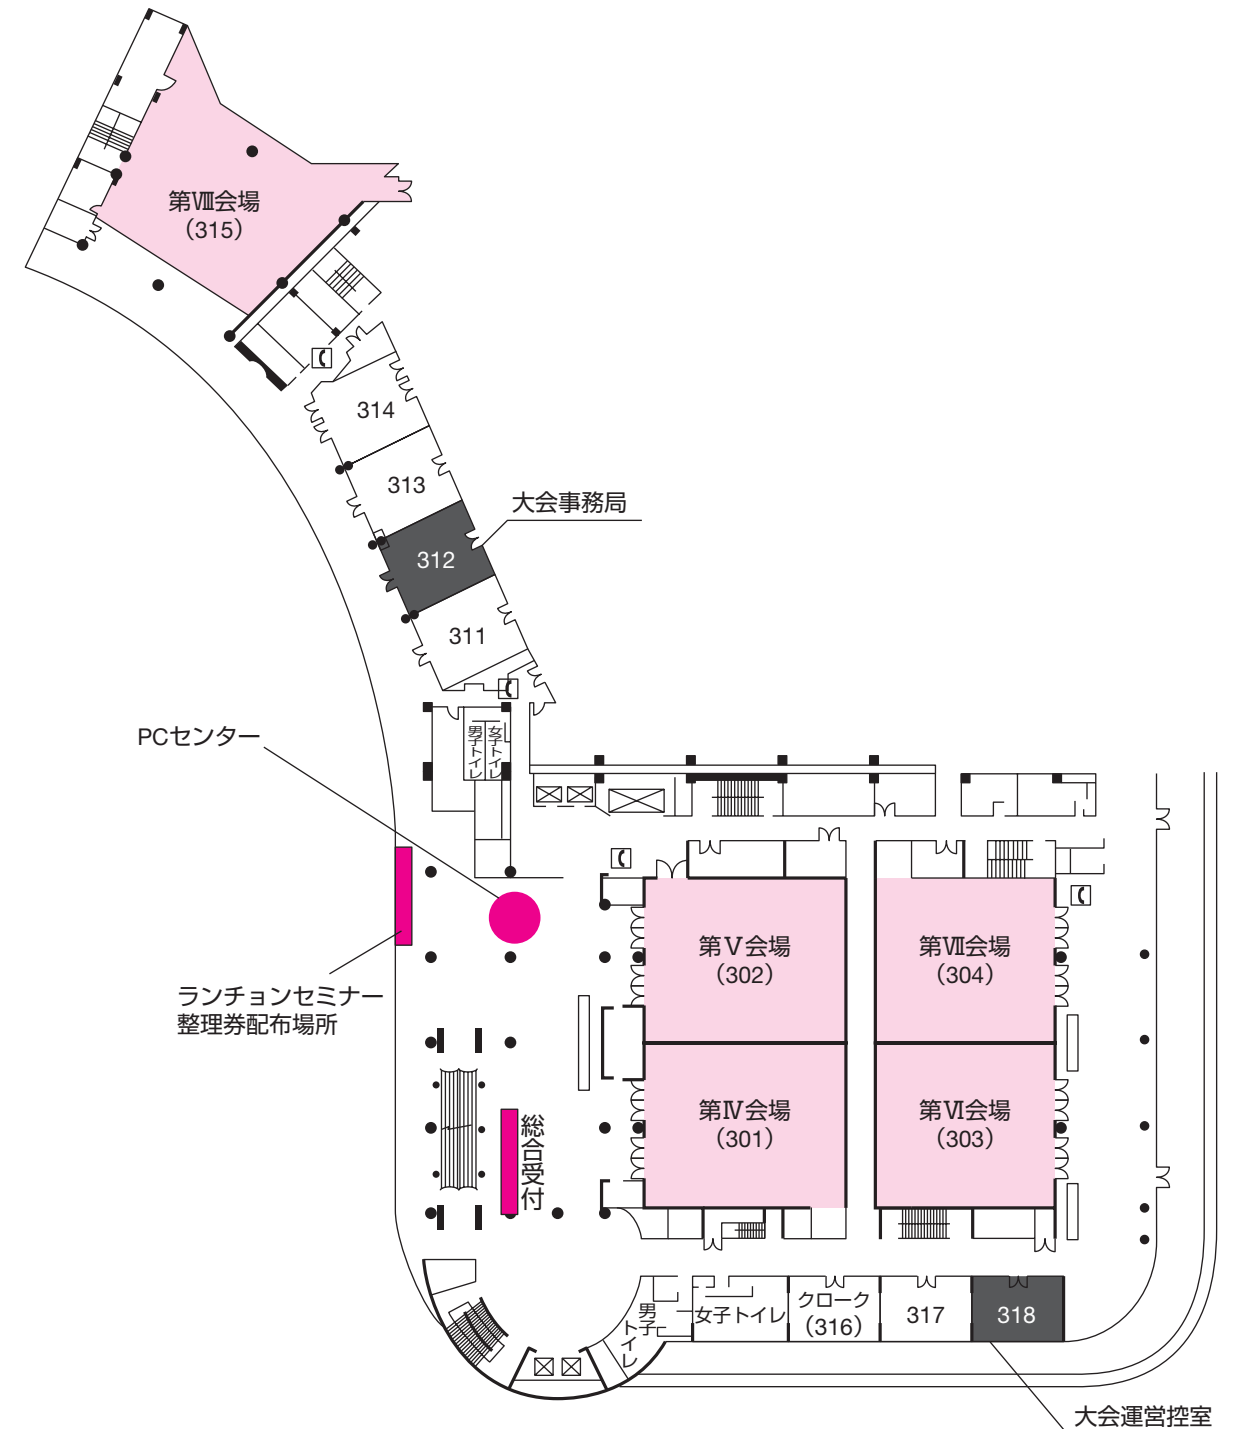 第Ⅷ会場
（315）
314
313
大会事務局
312
311
男子トイレ
女子トイレ
PCセンター
第Ⅴ会場
（302）
第Ⅶ会場
（304）
ランチョンセミナー
整理券配布場所
第Ⅳ会場
（301）
第Ⅵ会場
（303）
総合受付
男子トイレ
女子トイレ
クローク
（316）
317
318
大会運営控室